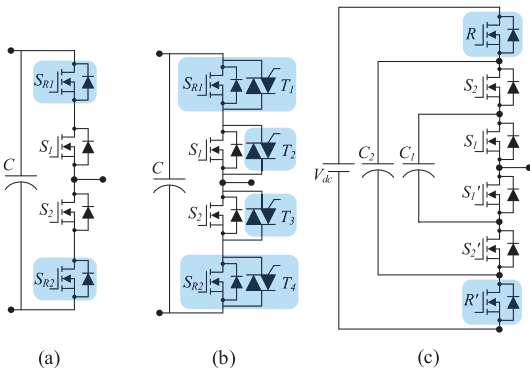 S_R1
S_1
C
S_2
S_R2
(a)
S_R1
T_1
S_1
T_2
C
S_2
T_3
S_R2
T_4
(b)
R
S_2
C_2
C_1
S_1
V_dc
S_1'
S_2'
R'
(c)